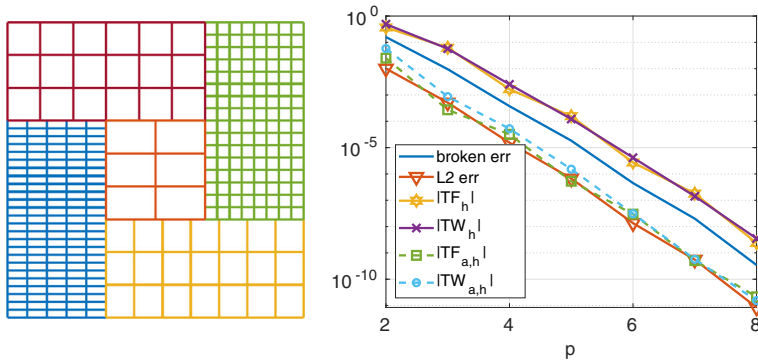 10^0
10^-5
10^-10
broken err
L2 err
|TF_h|
|TW_h|
|TF_a,h|
|TW_a,h|
2 4 6 8
p